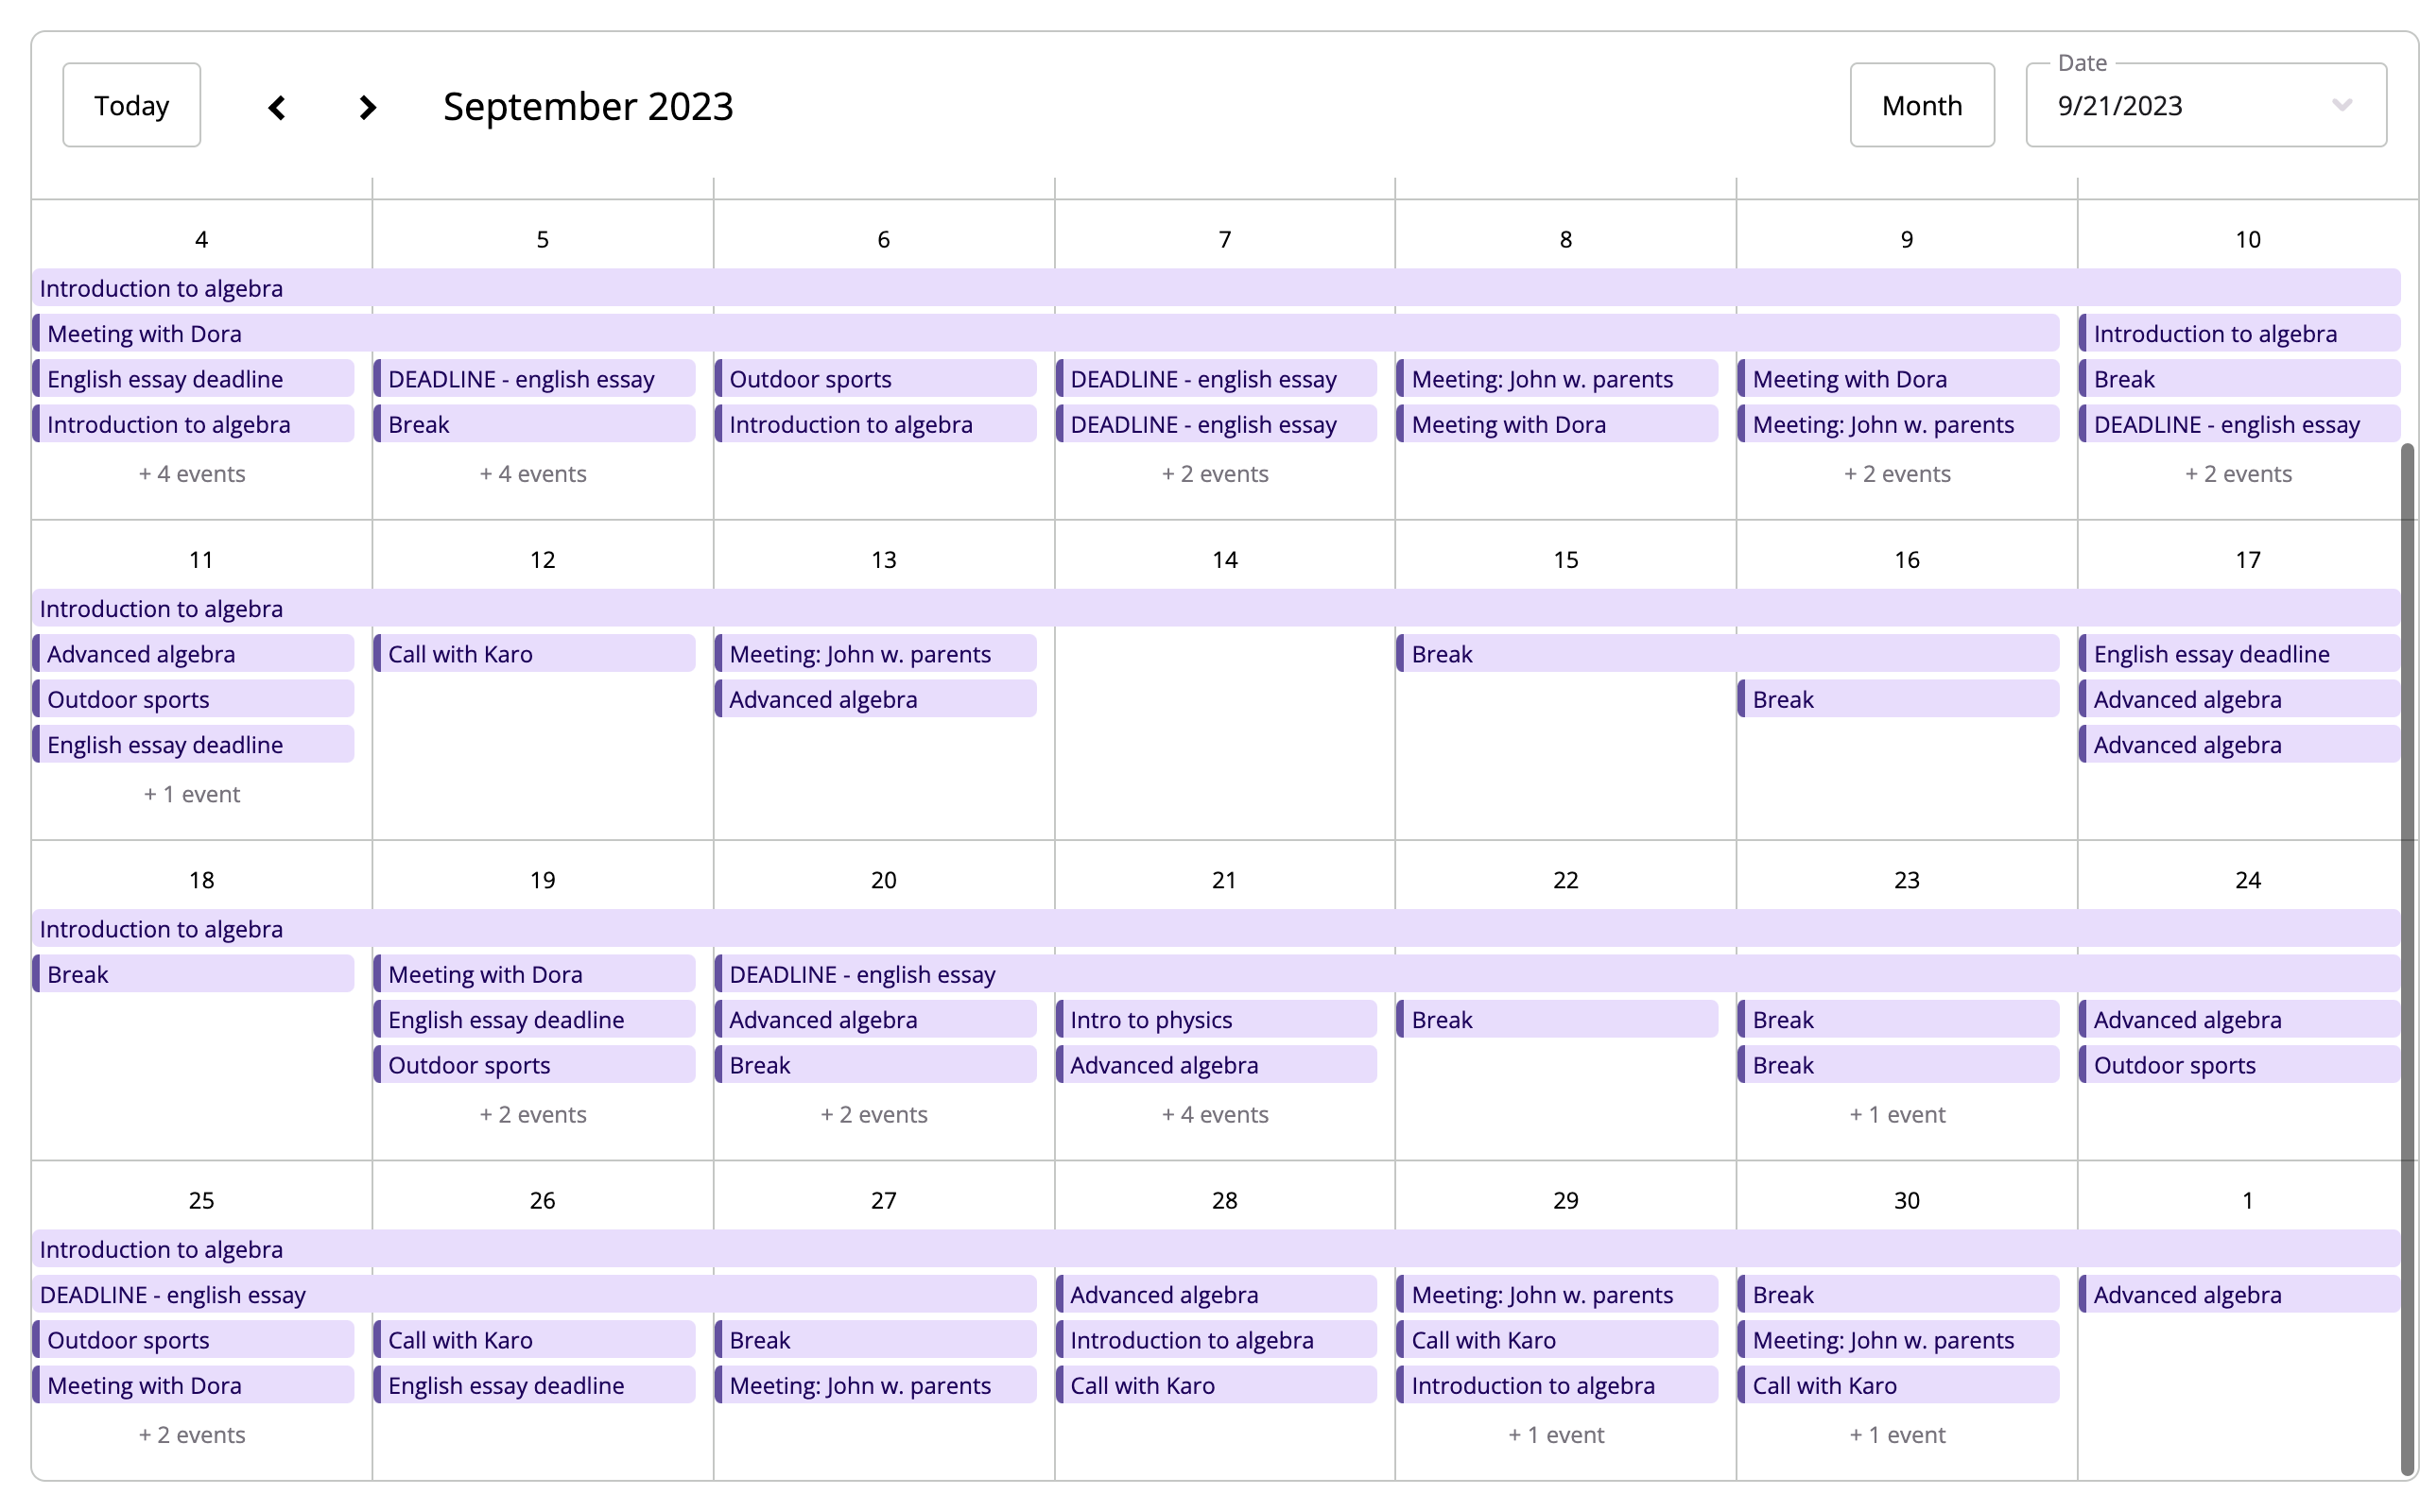 Today
September 2023
Month
Date
9/21/2023
4 5 6 7 8 9 10
Introduction to algebra
Meeting with Dora Introduction to algebra
English essay deadline DEADLINE - english essay Outdoor sports DEADLINE - english essay Meeting: John w. parents Meeting with Dora Break
Introduction to algebra Break Introduction to algebra DEADLINE - english essay Meeting with Dora Meeting: John w. parents DEADLINE - english essay
+ 4 events + 4 events + 2 events + 2 events + 2 events
11 12 13 14 15 16 17
Introduction to algebra
Advanced algebra Call with Karo Meeting: John w. parents Break English essay deadline
Outdoor sports Advanced algebra Break Advanced algebra
English essay deadline Advanced algebra
+ 1 event
18 19 20 21 22 23 24
Introduction to algebra
Break Meeting with Dora DEADLINE - english essay
English essay deadline Advanced algebra Intro to physics Break Break Advanced algebra
Outdoor sports Break Advanced algebra Break Outdoor sports
+ 2 events + 2 events + 4 events + 1 event
25 26 27 28 29 30 1
Introduction to algebra
DEADLINE - english essay Advanced algebra Meeting: John w. parents Break Advanced algebra
Outdoor sports Call with Karo Break Introduction to algebra Call with Karo Meeting: John w. parents
Meeting with Dora English essay deadline Meeting: John w. parents Call with Karo Introduction to algebra Call with Karo
+ 2 events + 1 event + 1 event